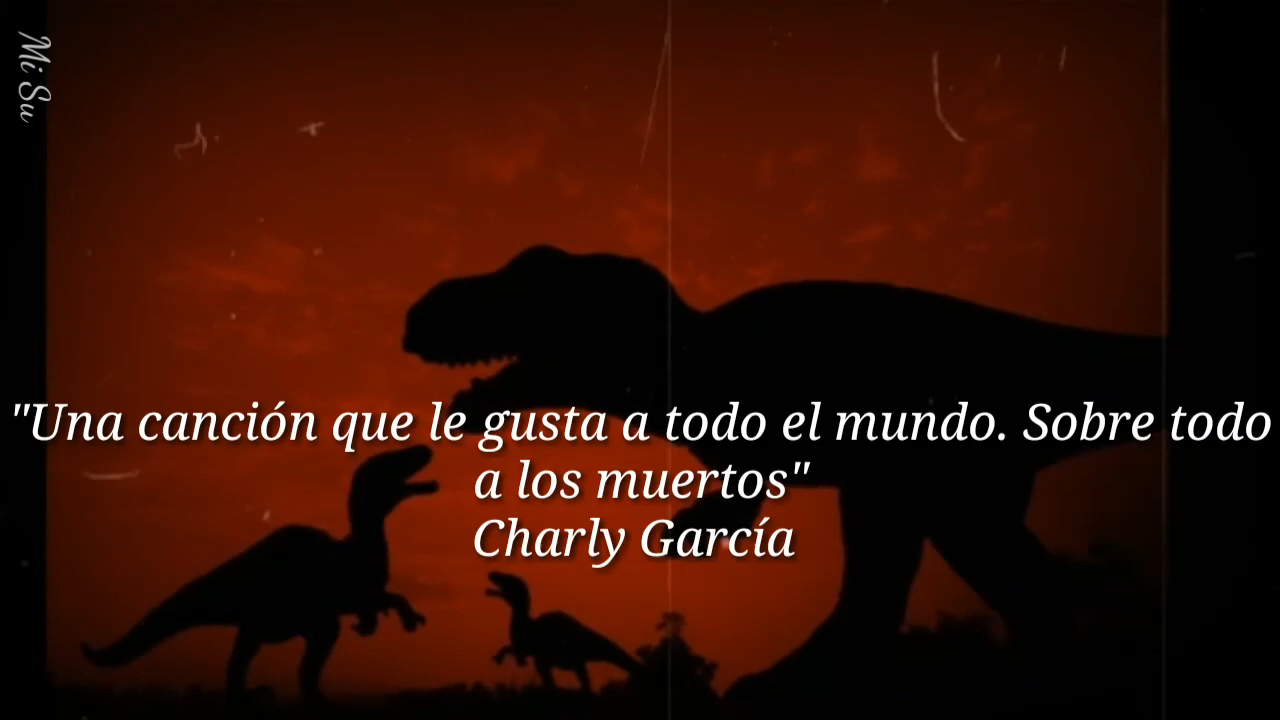 Mi Su
"Una canción que le gusta a todo el mundo. Sobre todo
a los muertos"
Charly García